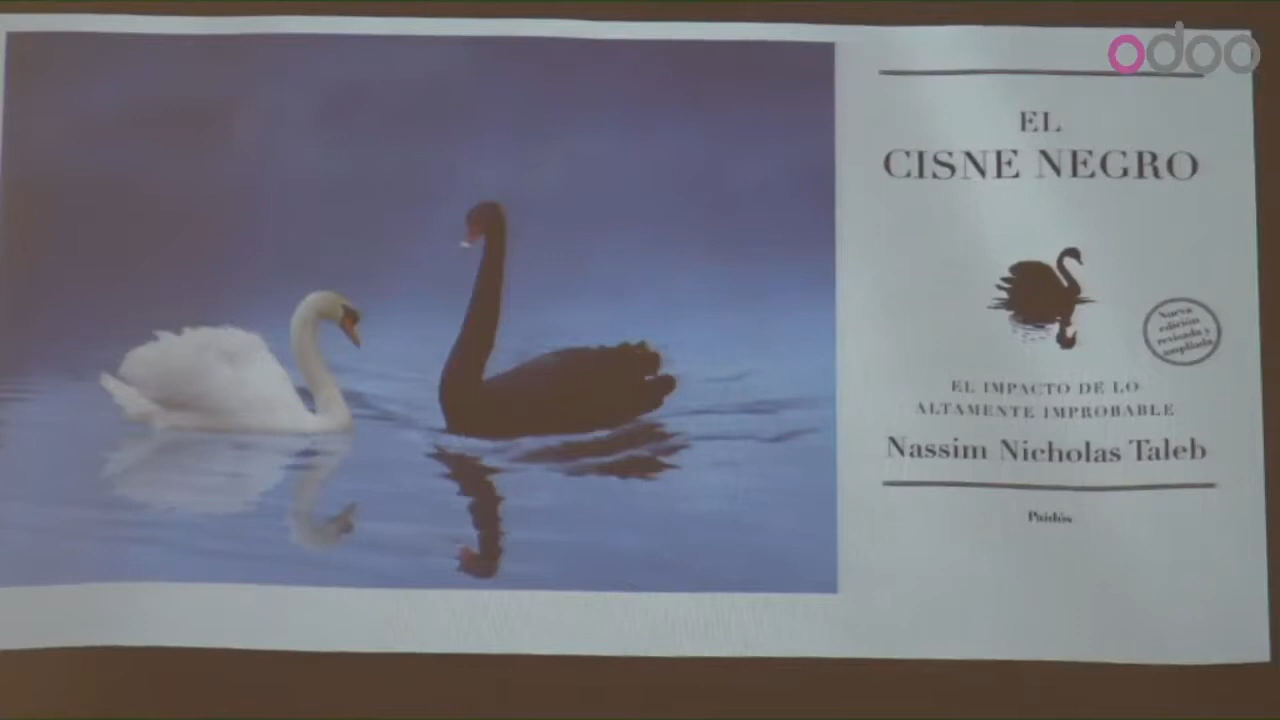 odoo
EL
CISNE NEGRO
Nueva
edición
revisada y
ampliada
EL IMPACTO DE LO
ALTAMENTE IMPROBABLE
Nassim Nicholas Taleb
Paidós